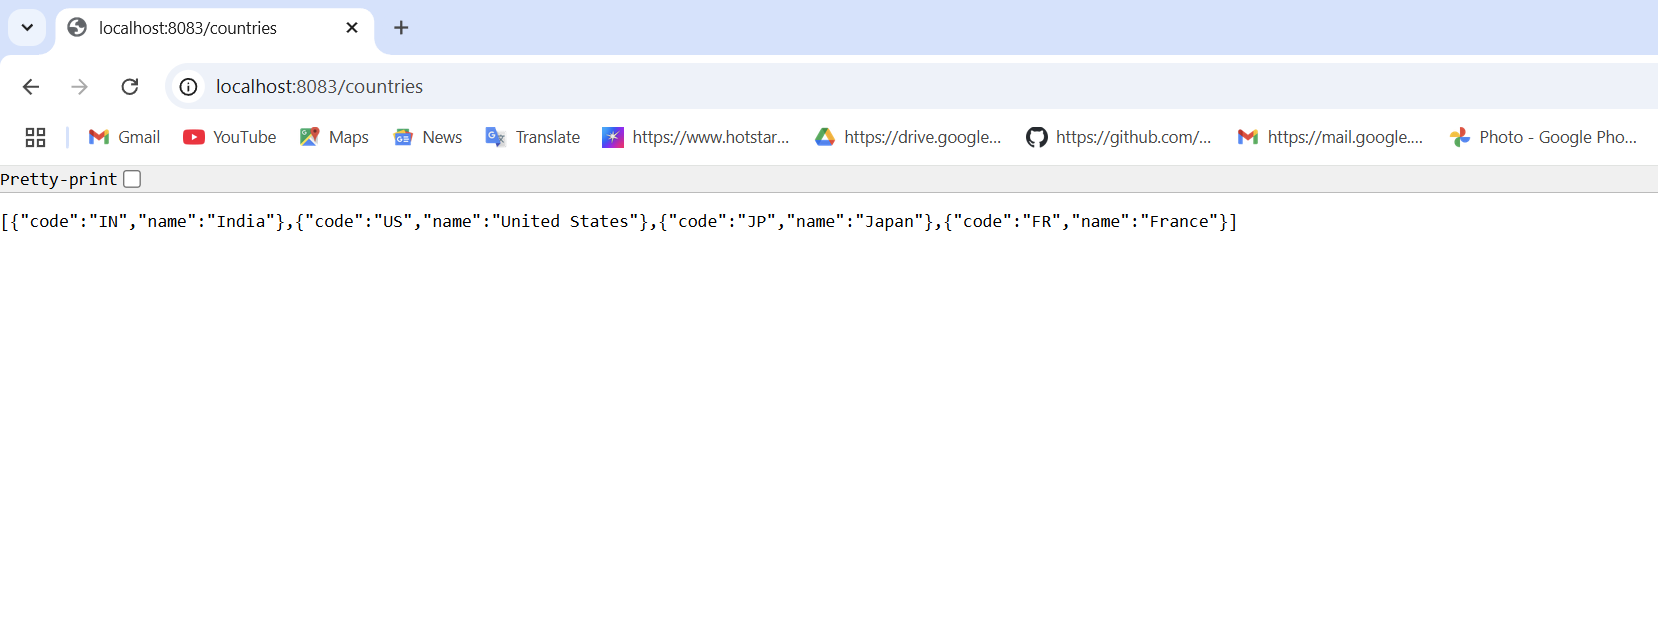 localhost:8083/countries
localhost:8083/countries
Gmail YouTube Maps News Translate https://www.hotstar... https://drive.google... https://github.com/... https://mail.google.... Photo - Google Pho...
Pretty-print
[{"code":"IN","name":"India"},{"code":"US","name":"United States"},{"code":"JP","name":"Japan"},{"code":"FR","name":"France"}]